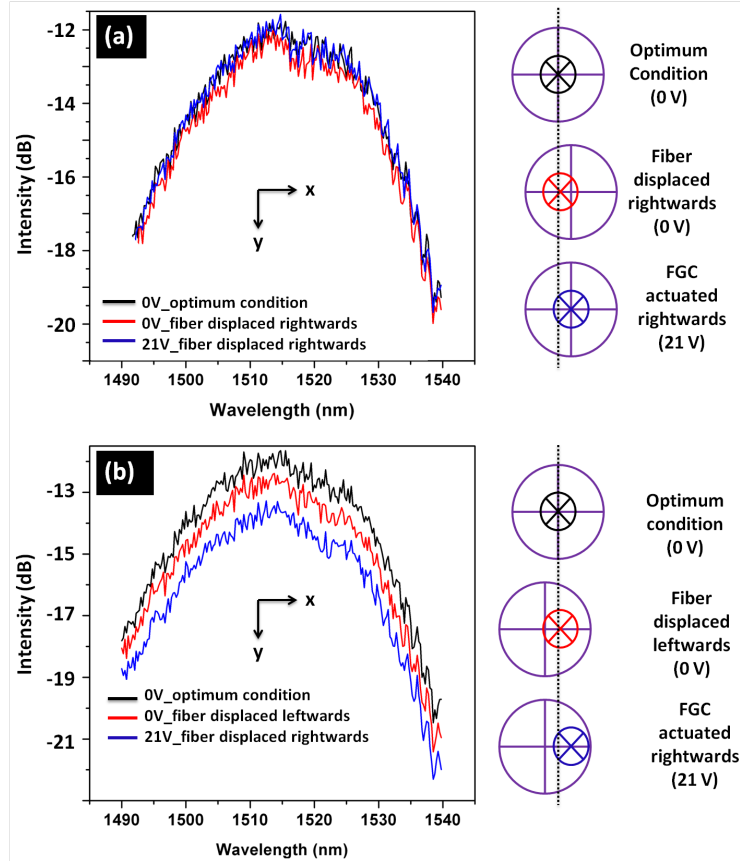 (a)
-12
-14
-16
-18
-20
Intensity (dB)
x
y
0V_optimum condition
0V_fiber displaced rightwards
21V_fiber displaced rightwards
1490 1500 1510 1520 1530 1540
Wavelength (nm)
Optimum
Condition
(0 V)
Fiber
displaced
rightwards
(0 V)
FGC
actuated
rightwards
(21 V)
(b)
-13
-15
-17
-19
-21
Intensity (dB)
x
y
0V_optimum condition
0V_fiber displaced leftwards
21V_fiber displaced rightwards
1490 1500 1510 1520 1530 1540
Wavelength (nm)
Optimum
condition
(0 V)
Fiber
displaced
leftwards
(0 V)
FGC
actuated
rightwards
(21 V)